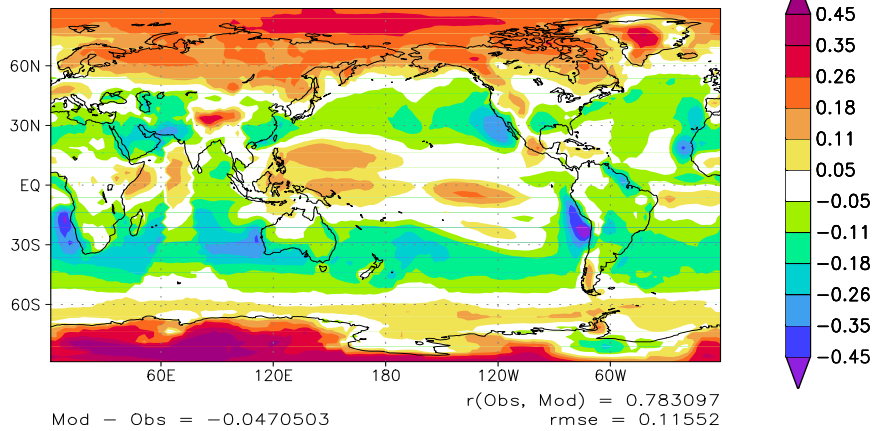 0.45
0.35
0.26
0.18
0.11
0.05
−0.05
−0.11
−0.18
−0.26
−0.35
−0.45
60N
30N
EQ
30S
60S
60E 120E 180 120W 60W
r(Obs, Mod) = 0.783097
Mod − Obs = −0.0470503 rmse = 0.11552